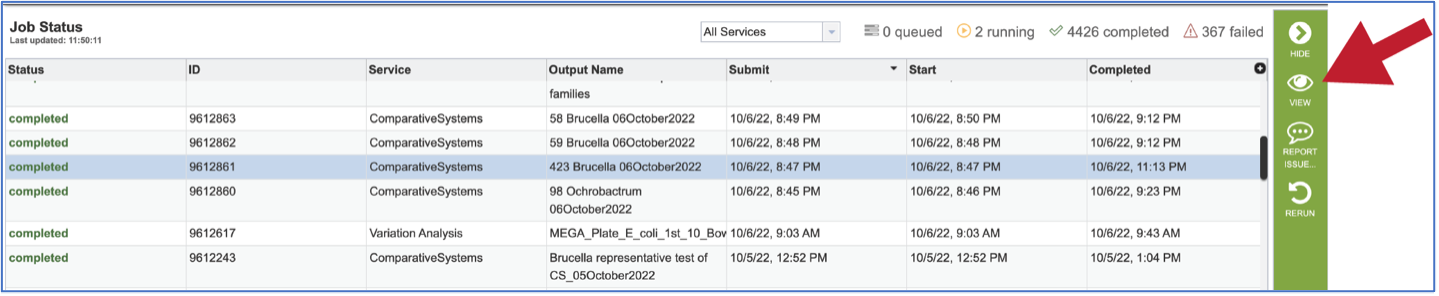 Job Status
Last updated: 11:50:11
All Services
0 queued 2 running 4426 completed 367 failed
Status ID Service Output Name Submit Start Completed
families
completed 9612863 ComparativeSystems 58 Brucella 06October2022 10/6/22, 8:49 PM 10/6/22, 8:50 PM 10/6/22, 9:12 PM
completed 9612862 ComparativeSystems 59 Brucella 06October2022 10/6/22, 8:48 PM 10/6/22, 8:48 PM 10/6/22, 9:12 PM
completed 9612861 ComparativeSystems 423 Brucella 06October2022 10/6/22, 8:47 PM 10/6/22, 8:47 PM 10/6/22, 11:13 PM
completed 9612860 ComparativeSystems 98 Ochrobactrum 10/6/22, 8:45 PM 10/6/22, 8:46 PM 10/6/22, 9:23 PM
06October2022
completed 9612617 Variation Analysis MEGA_Plate_E_coli_1st_10_Bow 10/6/22, 9:03 AM 10/6/22, 9:03 AM 10/6/22, 9:43 AM
completed 9612243 ComparativeSystems Brucella representative test of 10/5/22, 12:52 PM 10/5/22, 12:52 PM 10/5/22, 1:04 PM
CS_05October2022
HIDE
VIEW
REPORT
ISSUE...
RERUN